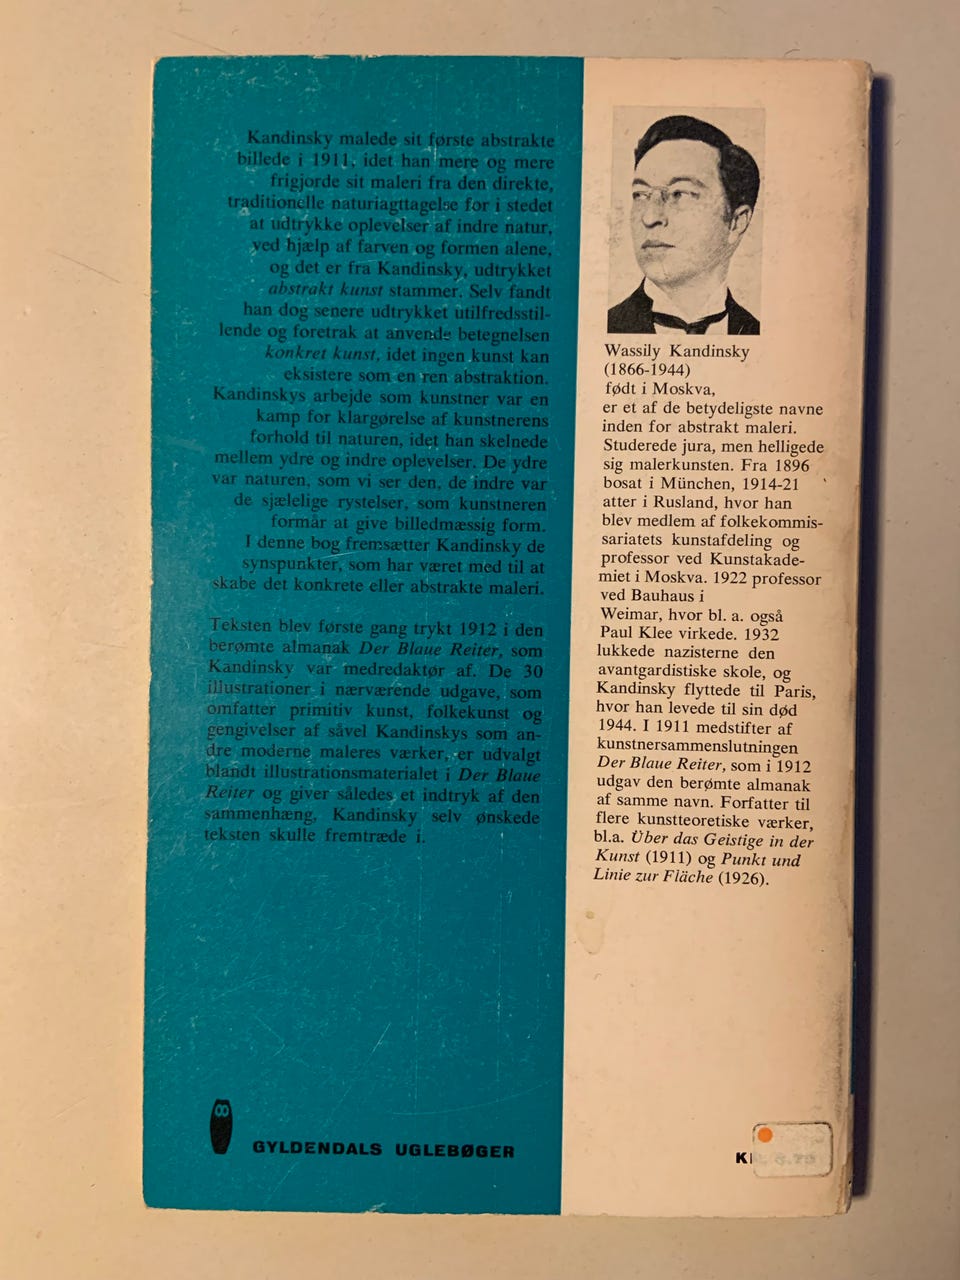 Kandinsky malede sit første abstrakte
billede i 1911, idet han mere og mere
frigjorde sit maleri fra den direkte,
traditionelle naturiagttagelse for i stedet
at udtrykke oplevelser af indre natur,
ved hjælp af farven og formen alene,
og det er fra Kandinsky, udtrykket
abstrakt kunst stammer. Selv fandt
han dog senere udtrykket utilfredsstil-
lende og foretrak at anvende betegnelsen
konkret kunst, idet ingen kunst kan
eksistere som en ren abstraktion.
Kandinskys arbejde som kunstner var en
kamp for klargørelse af kunstnerens
forhold til naturen, idet han skelnede
mellem ydre og indre oplevelser. De ydre
var naturen, som vi ser den, de indre var
de sjælelige rystelser, som kunstneren
formår at give billedmæssig form.
I denne bog fremsætter Kandinsky de
synspunkter, som har været med til at
skabe det konkrete eller abstrakte maleri.
Teksten blev første gang trykt 1912 i den
berømte almanak Der Blaue Reiter, som
Kandinsky var medredaktør af. De 30
illustrationer i nærværende udgave, som
omfatter primitiv kunst, folkekunst og
gengivelser af såvel Kandinskys som an-
dre moderne maleres værker, er udvalgt
blandt illustrationsmaterialet i Der Blaue
Reiter og giver således et indtryk af den
sammenhæng, Kandinsky selv ønskede
teksten skulle fremtræde i.
GYLDENDALS UGLEBØGER
Wassily Kandinsky
(1866-1944)
født i Moskva,
er et af de betydeligste navne
inden for abstrakt maleri.
Studerede jura, men helligede
sig malerkunsten. Fra 1896
bosat i München, 1914-21
atter i Rusland, hvor han
blev medlem af folkekommis-
sariatets kunstafdeling og
professor ved Kunstakade-
miet i Moskva. 1922 professor
ved Bauhaus i
Weimar, hvor bl. a. også
Paul Klee virkede. 1932
lukkede nazisterne den
avantgardistiske skole, og
Kandinsky flyttede til Paris,
hvor han levede til sin død
1944. I 1911 medstifter af
kunstnersammenslutningen
Der Blaue Reiter, som i 1912
udgav den berømte almanak
af samme navn. Forfatter til
flere kunstteoretiske værker,
bl.a. Über das Geistige in der
Kunst (1911) og Punkt und
Linie zur Fläche (1926).